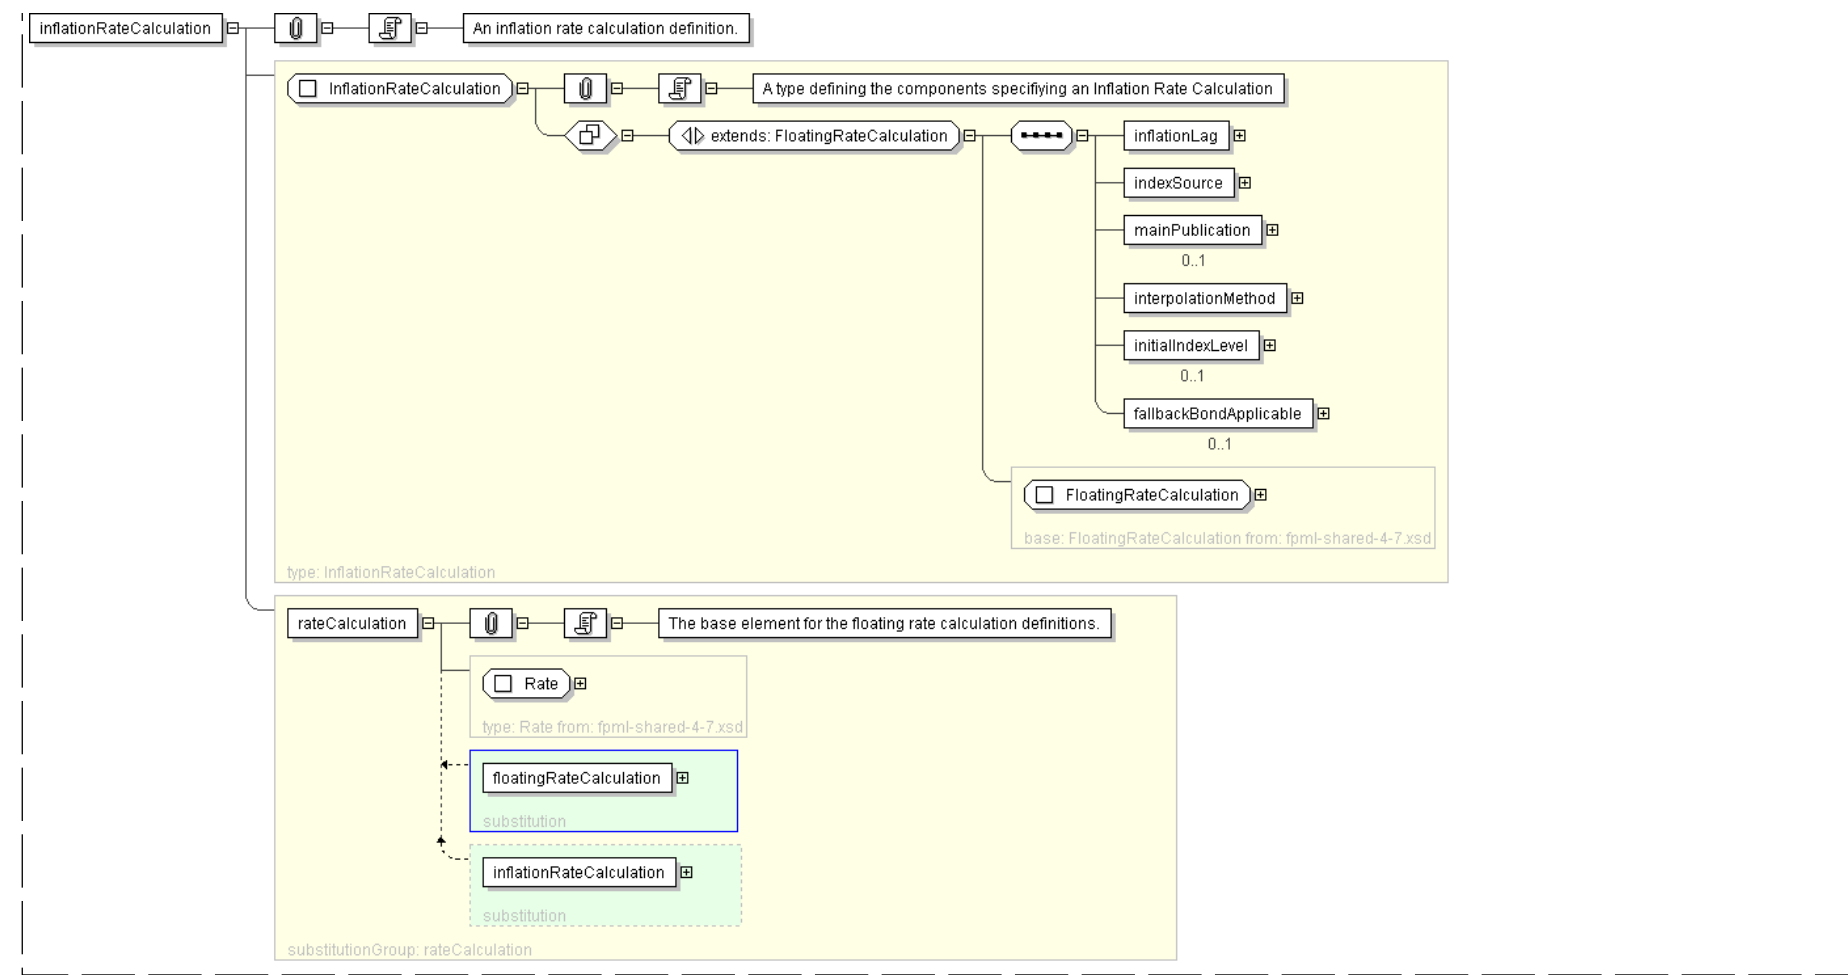 inflationRateCalculation An inflation rate calculation definition.
InflationRateCalculation A type defining the components specifiying an Inflation Rate Calculation
extends: FloatingRateCalculation inflationLag
indexSource
mainPublication
0..1
interpolationMethod
initialIndexLevel
0..1
fallbackBondApplicable
0..1
FloatingRateCalculation
base: FloatingRateCalculation from: fpml-shared-4-7.xsd
type: InflationRateCalculation
rateCalculation The base element for the floating rate calculation definitions.
Rate
type: Rate from: fpml-shared-4-7.xsd
floatingRateCalculation
substitution
inflationRateCalculation
substitution
substitutionGroup: rateCalculation